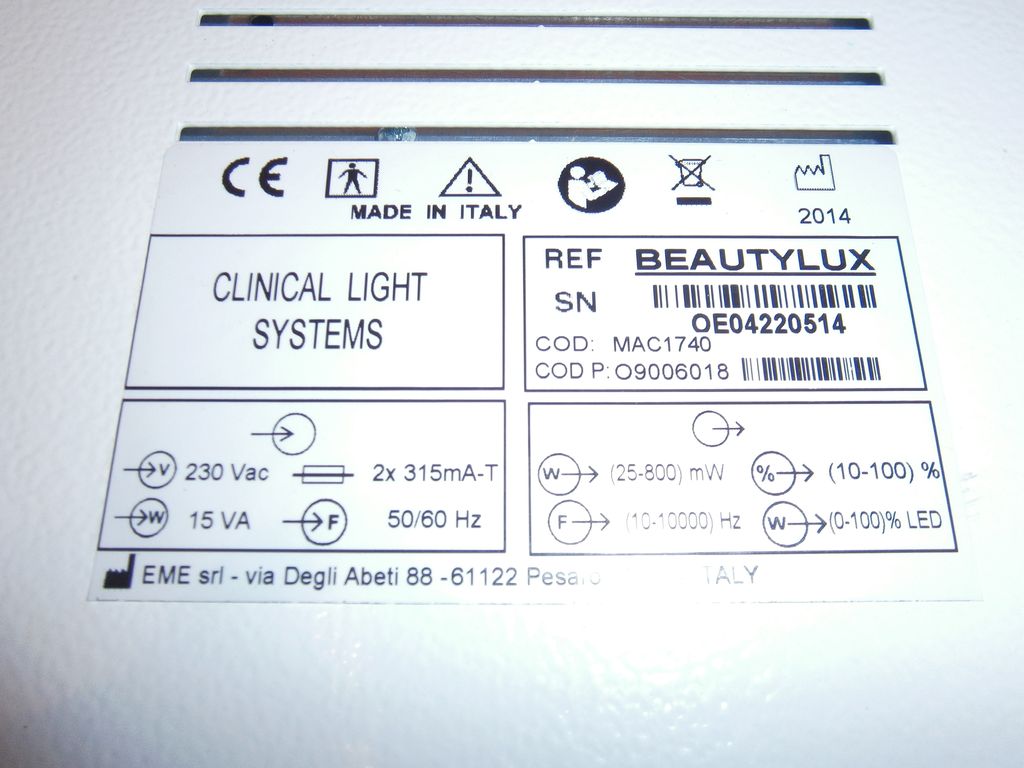 CE
MADE IN ITALY
2014
CLINICAL LIGHT
SYSTEMS
REF BEAUTYLUX
SN
OE04220514
COD: MAC1740
COD P: O9006018
V 230 Vac 2x 315mA-T
W 15 VA F 50/60 Hz
W (25-800) mW % (10-100) %
F (10-10000) Hz W (0-100)% LED
EME srl - via Degli Abeti 88 -61122 Pesaro